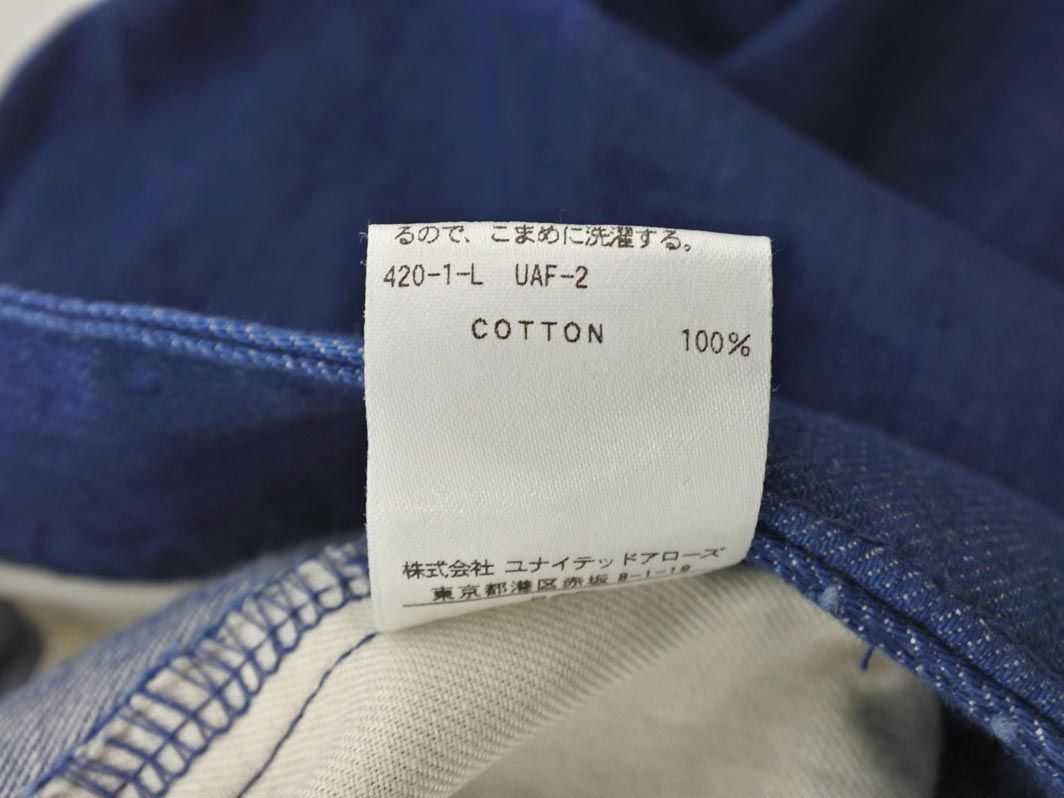 るので、こまめに洗濯する。
420-1-L UAF-2
COTTON 100%
株式会社 ユナイテッドアローズ
東京都港区赤坂 8-1-19